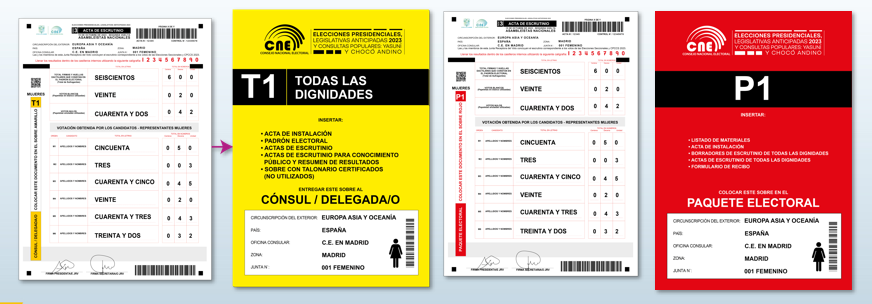 ACTA DE ESCRUTINIO
EUROPA ASIA Y OCEANÍA
ESPAÑA
MADRID
C.E. EN MADRID
001 FEMENINO
1 2 3 4 5 6 7 8 9 0
SEISCIENTOS 6 0 0
VEINTE 0 2 0
CUARENTA Y DOS 0 4 2
MUJERES
T1
VOTACIÓN OBTENIDA POR LOS CANDIDATOS - REPRESENTANTES MUJERES
CINCUENTA 0 5 0
TRES 0 0 3
CUARENTA Y CINCO 0 4 5
VEINTE 0 2 0
CUARENTA Y TRES 0 4 3
TREINTA Y DOS 0 3 2
COLOCAR ESTE DOCUMENTO EN EL SOBRE AMARILLO
CÓNSUL / DELEGADA/O
CNE
CONSEJO NACIONAL ELECTORAL
ELECCIONES PRESIDENCIALES,
LEGISLATIVAS ANTICIPADAS 2023
Y CONSULTAS POPULARES: YASUNÍ
Y CHOCÓ ANDINO
T1
TODAS LAS
DIGNIDADES
INSERTAR:
• ACTA DE INSTALACIÓN
• PADRÓN ELECTORAL
• ACTAS DE ESCRUTINIO
• ACTAS DE ESCRUTINIO PARA CONOCIMIENTO
PÚBLICO Y RESUMEN DE RESULTADOS
• SOBRE CON TALONARIO CERTIFICADOS
(NO UTILIZADOS)
ENTREGAR ESTE SOBRE AL
CÓNSUL / DELEGADA/O
CIRCUNSCRIPCIÓN DEL EXTERIOR: EUROPA ASIA Y OCEANÍA
PAÍS: ESPAÑA
OFICINA CONSULAR: C.E. EN MADRID
ZONA: MADRID
JUNTA N°: 001 FEMENINO
ACTA DE ESCRUTINIO
EUROPA ASIA Y OCEANÍA
ESPAÑA
MADRID
C.E. EN MADRID
001 FEMENINO
1 2 3 4 5 6 7 8 9 0
SEISCIENTOS 6 0 0
VEINTE 0 2 0
CUARENTA Y DOS 0 4 2
MUJERES
P1
VOTACIÓN OBTENIDA POR LOS CANDIDATOS - REPRESENTANTES MUJERES
CINCUENTA 0 5 0
TRES 0 0 3
CUARENTA Y CINCO 0 4 5
VEINTE 0 2 0
CUARENTA Y TRES 0 4 3
TREINTA Y DOS 0 3 2
COLOCAR ESTE DOCUMENTO EN EL SOBRE ROJO
PAQUETE ELECTORAL
CNE
CONSEJO NACIONAL ELECTORAL
ELECCIONES PRESIDENCIALES,
LEGISLATIVAS ANTICIPADAS 2023
Y CONSULTAS POPULARES: YASUNÍ
Y CHOCÓ ANDINO
P1
INSERTAR:
• LISTADO DE MATERIALES
• ACTA DE INSTALACIÓN
• BORRADORES DE ESCRUTINIO DE TODAS LAS DIGNIDADES
• ACTAS DE ESCRUTINIO DE TODAS LAS DIGNIDADES
• FORMULARIO DE RECIBO
COLOCAR ESTE SOBRE EN EL
PAQUETE ELECTORAL
CIRCUNSCRIPCIÓN DEL EXTERIOR: EUROPA ASIA Y OCEANÍA
PAÍS: ESPAÑA
OFICINA CONSULAR: C.E. EN MADRID
ZONA: MADRID
JUNTA N°: 001 FEMENINO